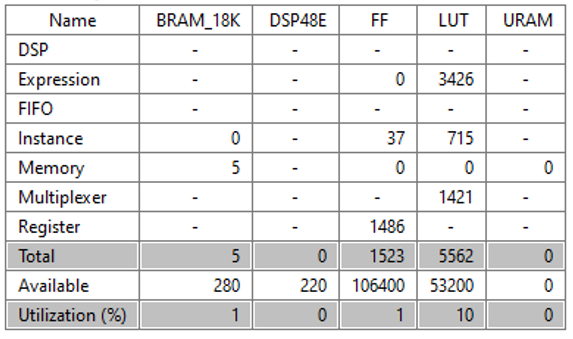 Name BRAM_18K DSP48E FF LUT URAM
DSP - - - - -
Expression - - 0 3426 -
FIFO - - - - -
Instance 0 - 37 715 -
Memory 5 - 0 0 0
Multiplexer - - - 1421 -
Register - - 1486 - -
Total 5 0 1523 5562 0
Available 280 220 106400 53200 0
Utilization (%) 1 0 1 10 0